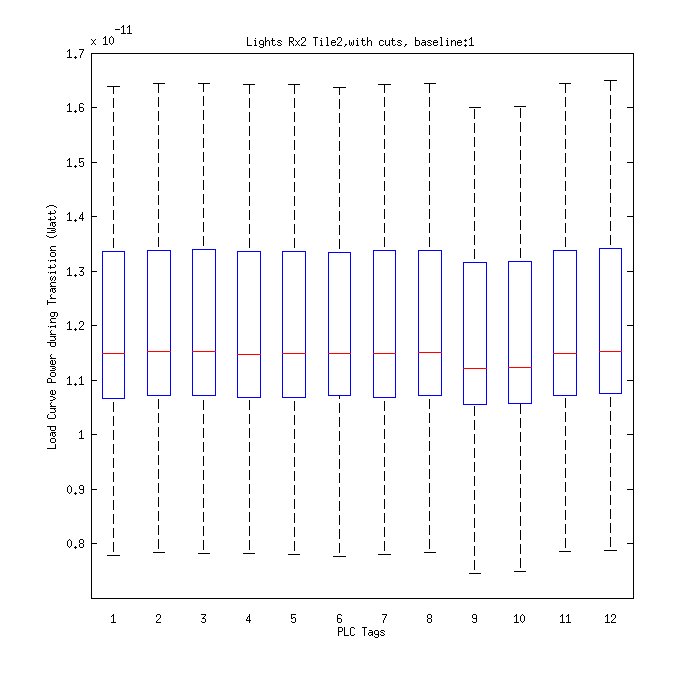 x 10^-11
Lights Rx2 Tile2,with cuts, baseline:1
1.7
1.6
1.5
1.4
1.3
1.2
1.1
1
0.9
0.8
Load Curve Power during Transition (Watt)
1 2 3 4 5 6 7 8 9 10 11 12
PLC Tags